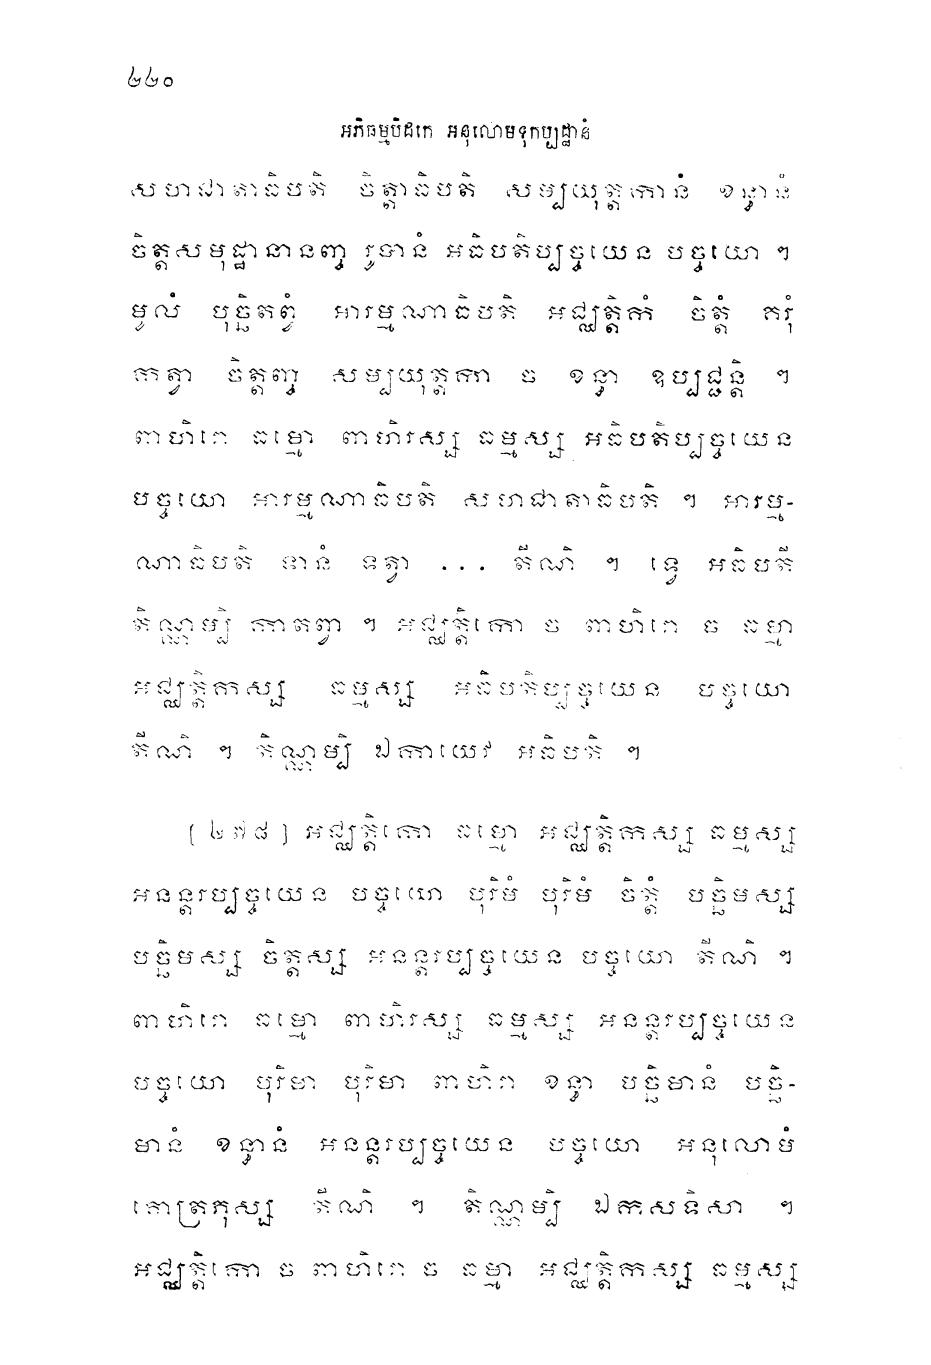 ៤៤០
អភិធម្មបិដកេ អនុលោមទុកប្បដ្ឋានំ
សហជាតាធិបតិ ចិត្តាធិបតិ សម្បយុត្តកានំ ខន្ធានំ
ចិត្តសមុដ្ឋានានញ្ច រូបានំ អធិបតិប្បច្ចយេន បច្ចយោ ។
មូលំ បុច្ឆិតព្វំ អារម្មណាធិបតិ អជ្ឈត្តិកំ ចិត្តំ គរុំ
កត្វា ចិត្តញ្ច សម្បយុត្តកា ច ខន្ធា ឧប្បជ្ជន្តិ ។
ពាហិរោ ធម្មោ ពាហិរស្ស ធម្មស្ស អធិបតិប្បច្ចយេន
បច្ចយោ អារម្មណាធិបតិ សហជាតាធិបតិ ។ អារម្ម-
ណាធិបតិ ទានំ ទត្វា ... តីណិ ។ ទ្វេ អធិបតី
តិណ្ណម្បិ កាតព្វា ។ អជ្ឈត្តិកោ ច ពាហិរោ ច ធម្មា
អជ្ឈត្តិកស្ស ធម្មស្ស អធិបតិប្បច្ចយេន បច្ចយោ
តីណិ ។ តិណ្ណម្បិ ឯកាយេវ អធិបតិ ។
[៤៧៨] អជ្ឈត្តិកោ ធម្មោ អជ្ឈត្តិកស្ស ធម្មស្ស
អនន្តរប្បច្ចយេន បច្ចយោ បុរិមំ បុរិមំ ចិត្តំ បច្ឆិមស្ស
បច្ឆិមស្ស ចិត្តស្ស អនន្តរប្បច្ចយេន បច្ចយោ តីណិ ។
ពាហិរោ ធម្មោ ពាហិរស្ស ធម្មស្ស អនន្តរប្បច្ចយេន
បច្ចយោ បុរិមា បុរិមា ពាហិរា ខន្ធា បច្ឆិមានំ បច្ឆិ-
មានំ ខន្ធានំ អនន្តរប្បច្ចយេន បច្ចយោ អនុលោមំ
គោត្រភុស្ស តីណិ ។ តិណ្ណម្បិ ឯកសទិសា ។
អជ្ឈត្តិកោ ច ពាហិរោ ច ធម្មា អជ្ឈត្តិកស្ស ធម្មស្ស